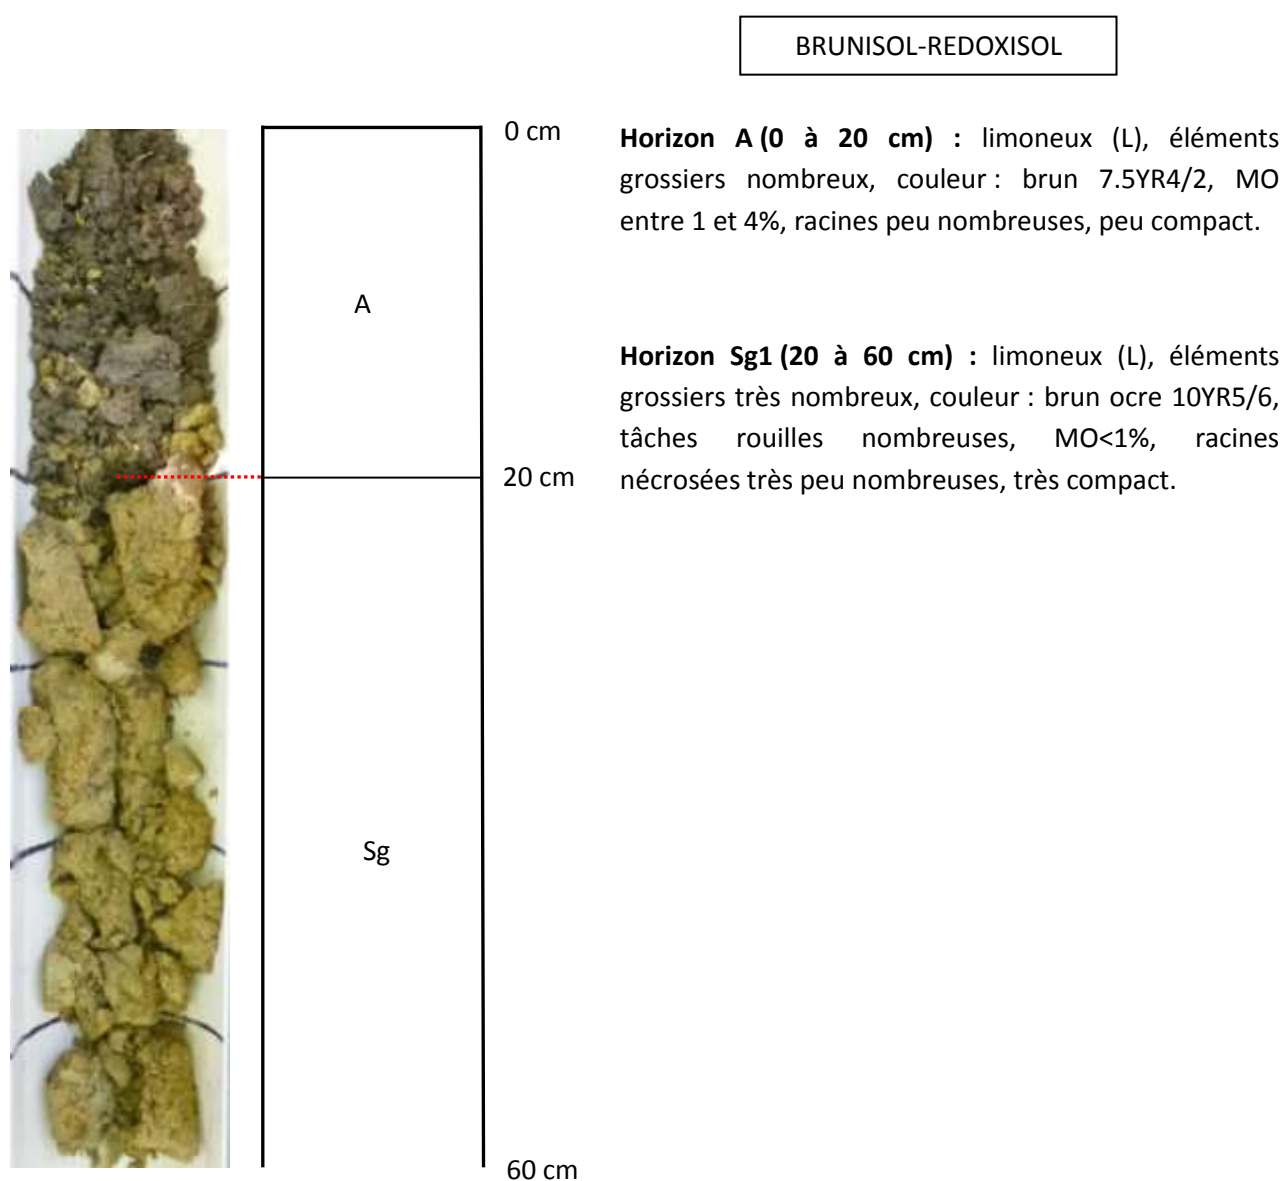 BRUNISOL-REDOXISOL
0 cm
Horizon A (0 à 20 cm) : limoneux (L), éléments
grossiers nombreux, couleur : brun 7.5YR4/2, MO
entre 1 et 4%, racines peu nombreuses, peu compact.
A
Horizon Sg1 (20 à 60 cm) : limoneux (L), éléments
grossiers très nombreux, couleur : brun ocre 10YR5/6,
tâches rouilles nombreuses, MO<1%, racines
20 cm
nécrosées très peu nombreuses, très compact.
Sg
60 cm